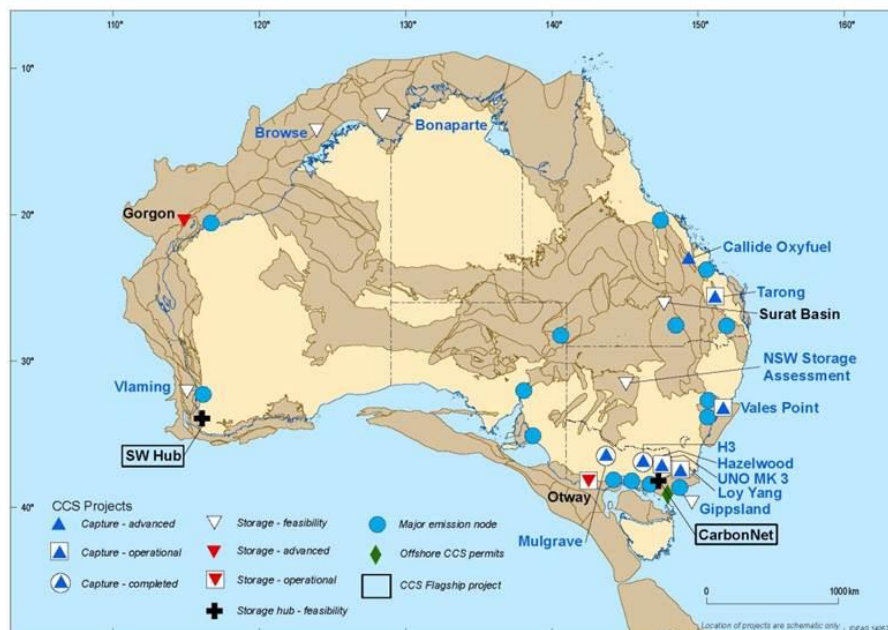 110°
120°
130°
140°
150°
160°
10°
20°
30°
40°
Browse
Bonaparte
Gorgon
Callide Oxyfuel
Tarong
Surat Basin
NSW Storage
Assessment
Vlaming
Vales Point
SW Hub
H3
Hazelwood
UNO MK 3
Loy Yang
Gippsland
Otway
Mulgrave
CarbonNet
CCS Projects
Capture - advanced
Capture - operational
Capture - completed
Storage - feasibility
Storage - advanced
Storage - operational
Storage hub - feasibility
Major emission node
Offshore CCS permits
CCS Flagship project
0
1000 km
Location of projects are schematic only.